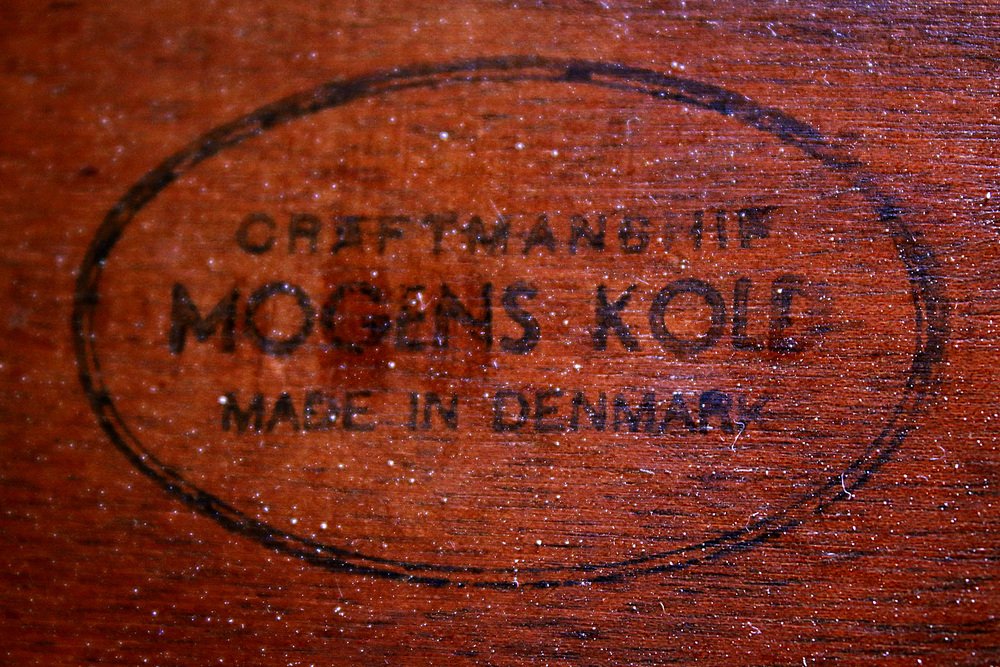 CRAFTMANSHIP
MOGENS KOLD
MADE IN DENMARK